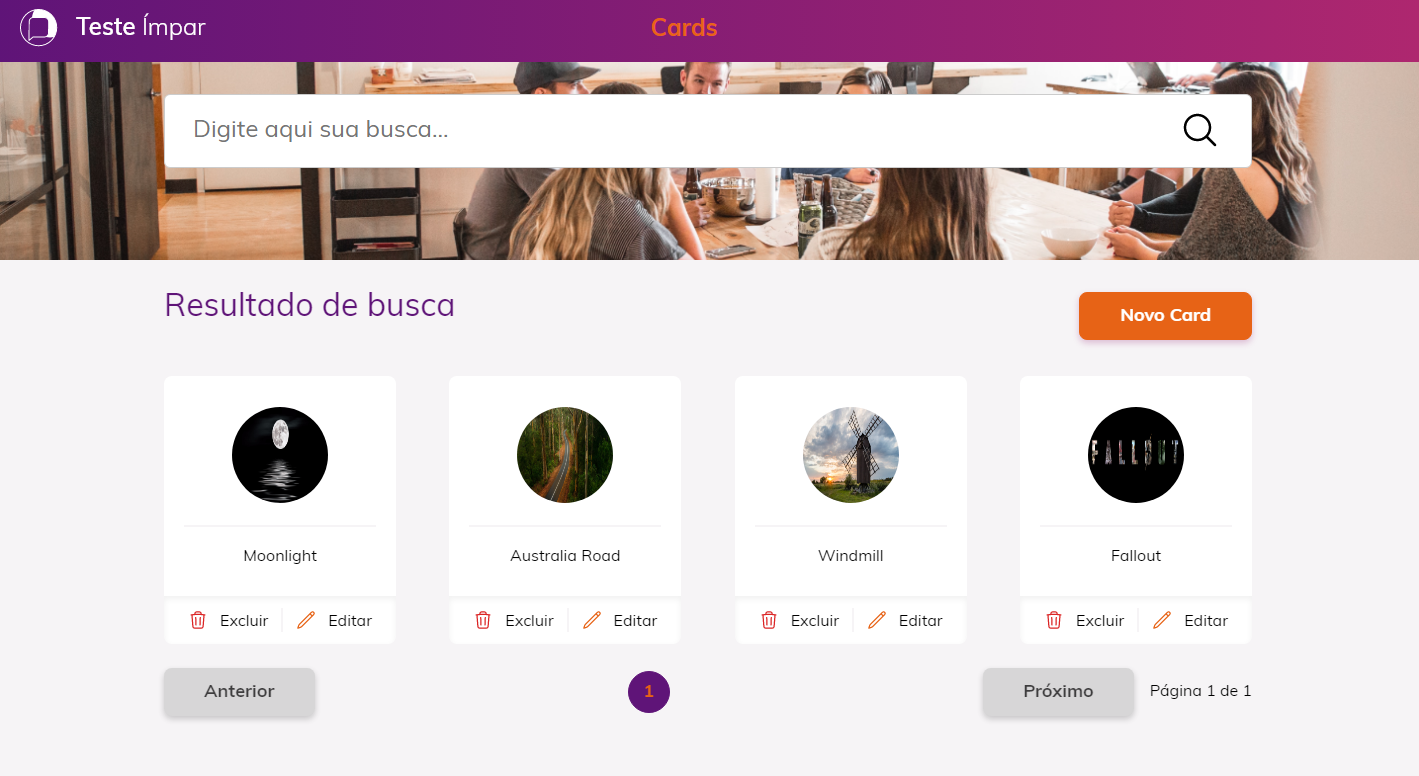 Teste Ímpar
Cards
Digite aqui sua busca...
Resultado de busca
Novo Card
Moonlight
Australia Road
Windmill
FALLOUT
Fallout
Excluir
Editar
Excluir
Editar
Excluir
Editar
Excluir
Editar
Anterior
1
Próximo
Página 1 de 1